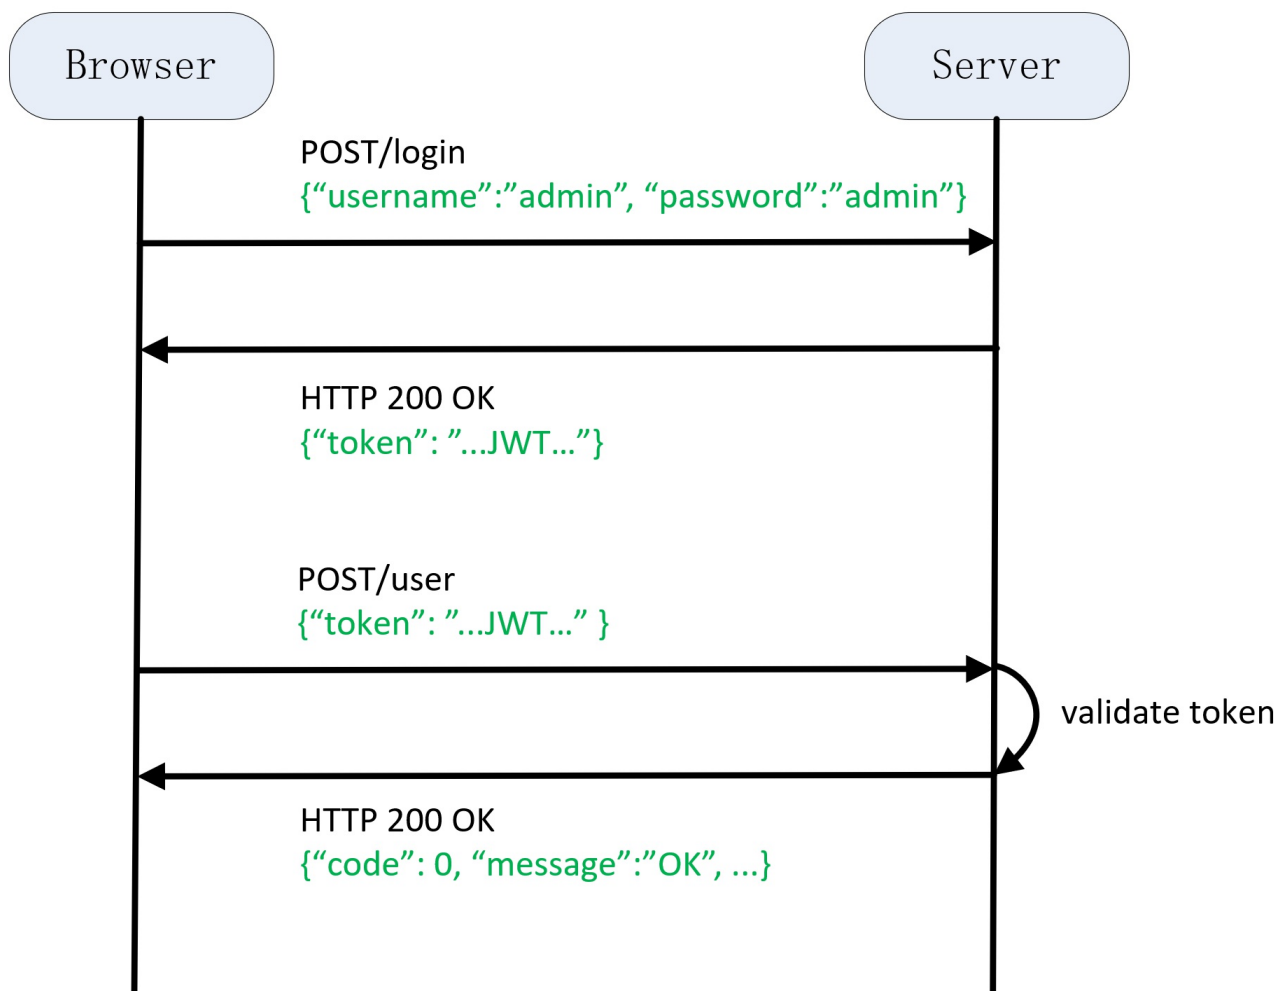 Browser
Server
POST/login
{“username”:”admin”, “password”:”admin”}
HTTP 200 OK
{“token”: ”...JWT...”}
POST/user
{“token”: ”...JWT...” }
validate token
HTTP 200 OK
{“code”: 0, “message”:”OK”, ...}